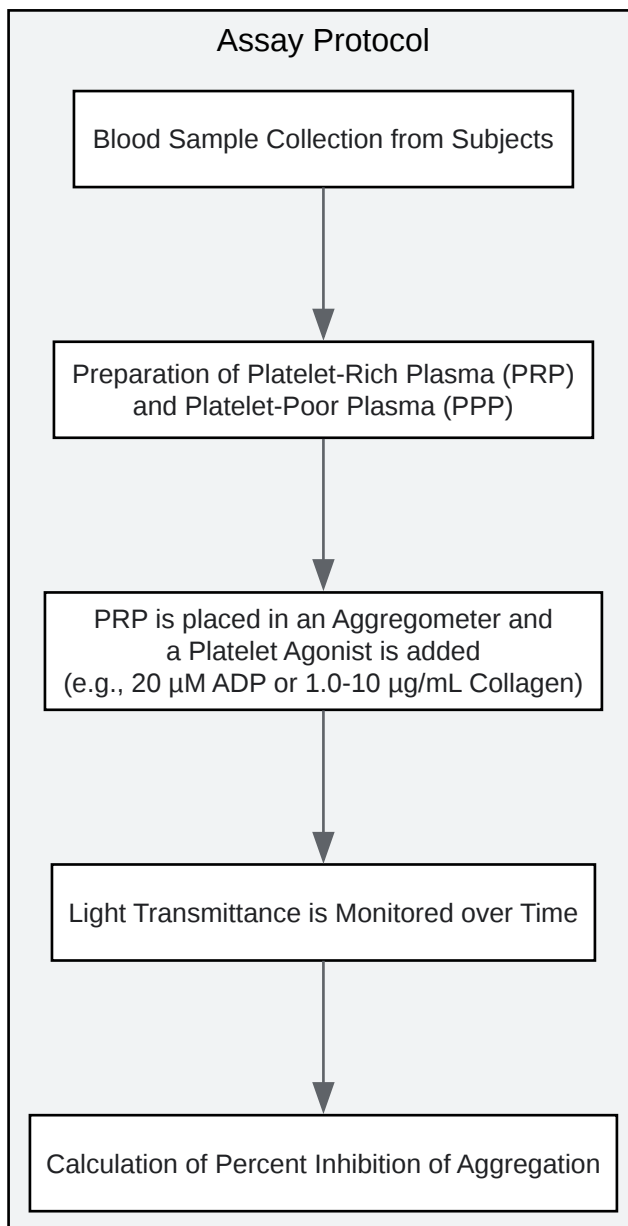 Assay Protocol
Blood Sample Collection from Subjects
Preparation of Platelet-Rich Plasma (PRP)
and Platelet-Poor Plasma (PPP)
PRP is placed in an Aggregometer and
a Platelet Agonist is added
(e.g., 20 µM ADP or 1.0-10 µg/mL Collagen)
Light Transmittance is Monitored over Time
Calculation of Percent Inhibition of Aggregation